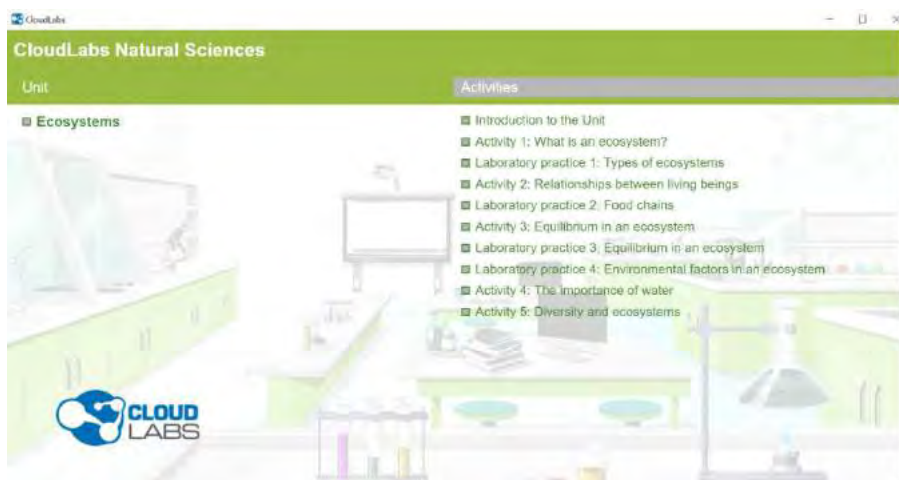 CloudLabs
CloudLabs Natural Sciences
Unit
Activities
Ecosystems
Introduction to the Unit
Activity 1: What is an ecosystem?
Laboratory practice 1: Types of ecosystems
Activity 2: Relationships between living beings
Laboratory practice 2: Food chains
Activity 3: Equilibrium in an ecosystem
Laboratory practice 3: Equilibrium in an ecosystem
Laboratory practice 4: Environmental factors in an ecosystem
Activity 4: The importance of water
Activity 5: Diversity and ecosystems
CLOUD
LABS